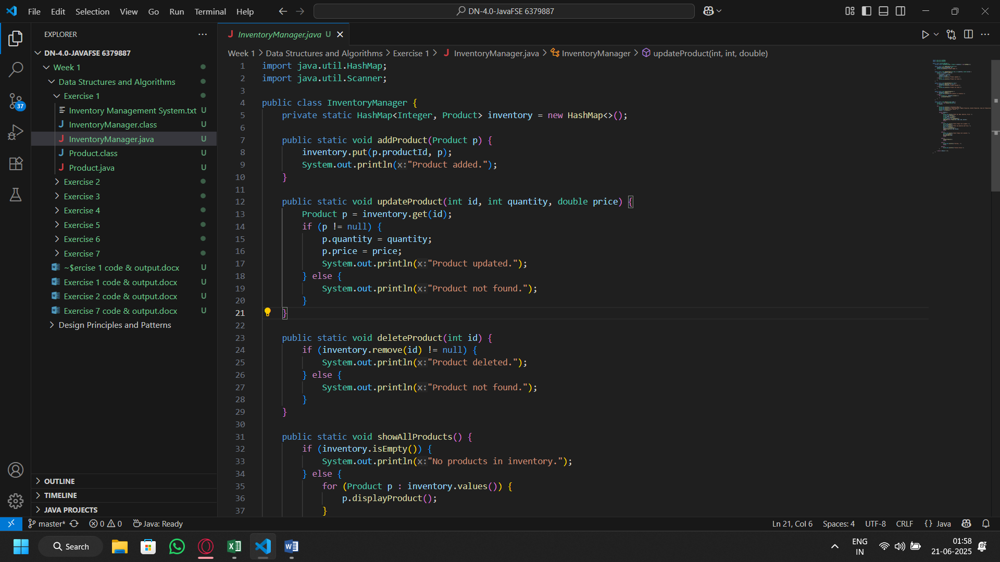 File Edit Selection View Go Run Terminal Help
DN-4.0-JavaFSE 6379887
EXPLORER
DN-4.0-JAVAFSE 6379887
Week 1
Data Structures and Algorithms
Exercise 1
Inventory Management System.txt U
InventoryManager.class U
InventoryManager.java U
Product.class U
Product.java U
Exercise 2
Exercise 3
Exercise 4
Exercise 5
Exercise 6
Exercise 7
~$ercise 1 code & output.docx U
Exercise 1 code & output.docx U
Exercise 2 code & output.docx U
Exercise 7 code & output.docx U
Design Principles and Patterns
OUTLINE
TIMELINE
JAVA PROJECTS
37
InventoryManager.java U
Week 1 > Data Structures and Algorithms > Exercise 1 > InventoryManager.java > InventoryManager > updateProduct(int, int, double)
1 import java.util.HashMap;
2 import java.util.Scanner;
3
4 public class InventoryManager {
5 private static HashMap<Integer, Product> inventory = new HashMap<>();
6
7 public static void addProduct(Product p) {
8 inventory.put(p.productId, p);
9 System.out.println(x:"Product added.");
10 }
11
12 public static void updateProduct(int id, int quantity, double price) {
13 Product p = inventory.get(id);
14 if (p != null) {
15 p.quantity = quantity;
16 p.price = price;
17 System.out.println(x:"Product updated.");
18 } else {
19 System.out.println(x:"Product not found.");
20 }
21 }
22
23 public static void deleteProduct(int id) {
24 if (inventory.remove(id) != null) {
25 System.out.println(x:"Product deleted.");
26 } else {
27 System.out.println(x:"Product not found.");
28 }
29 }
30
31 public static void showAllProducts() {
32 if (inventory.isEmpty()) {
33 System.out.println(x:"No products in inventory.");
34 } else {
35 for (Product p : inventory.values()) {
36 p.displayProduct();
37 }
master* 0 0 Java: Ready
Ln 21, Col 6 Spaces: 4 UTF-8 CRLF {} Java
Search
ENG
IN
01:58
21-06-2025